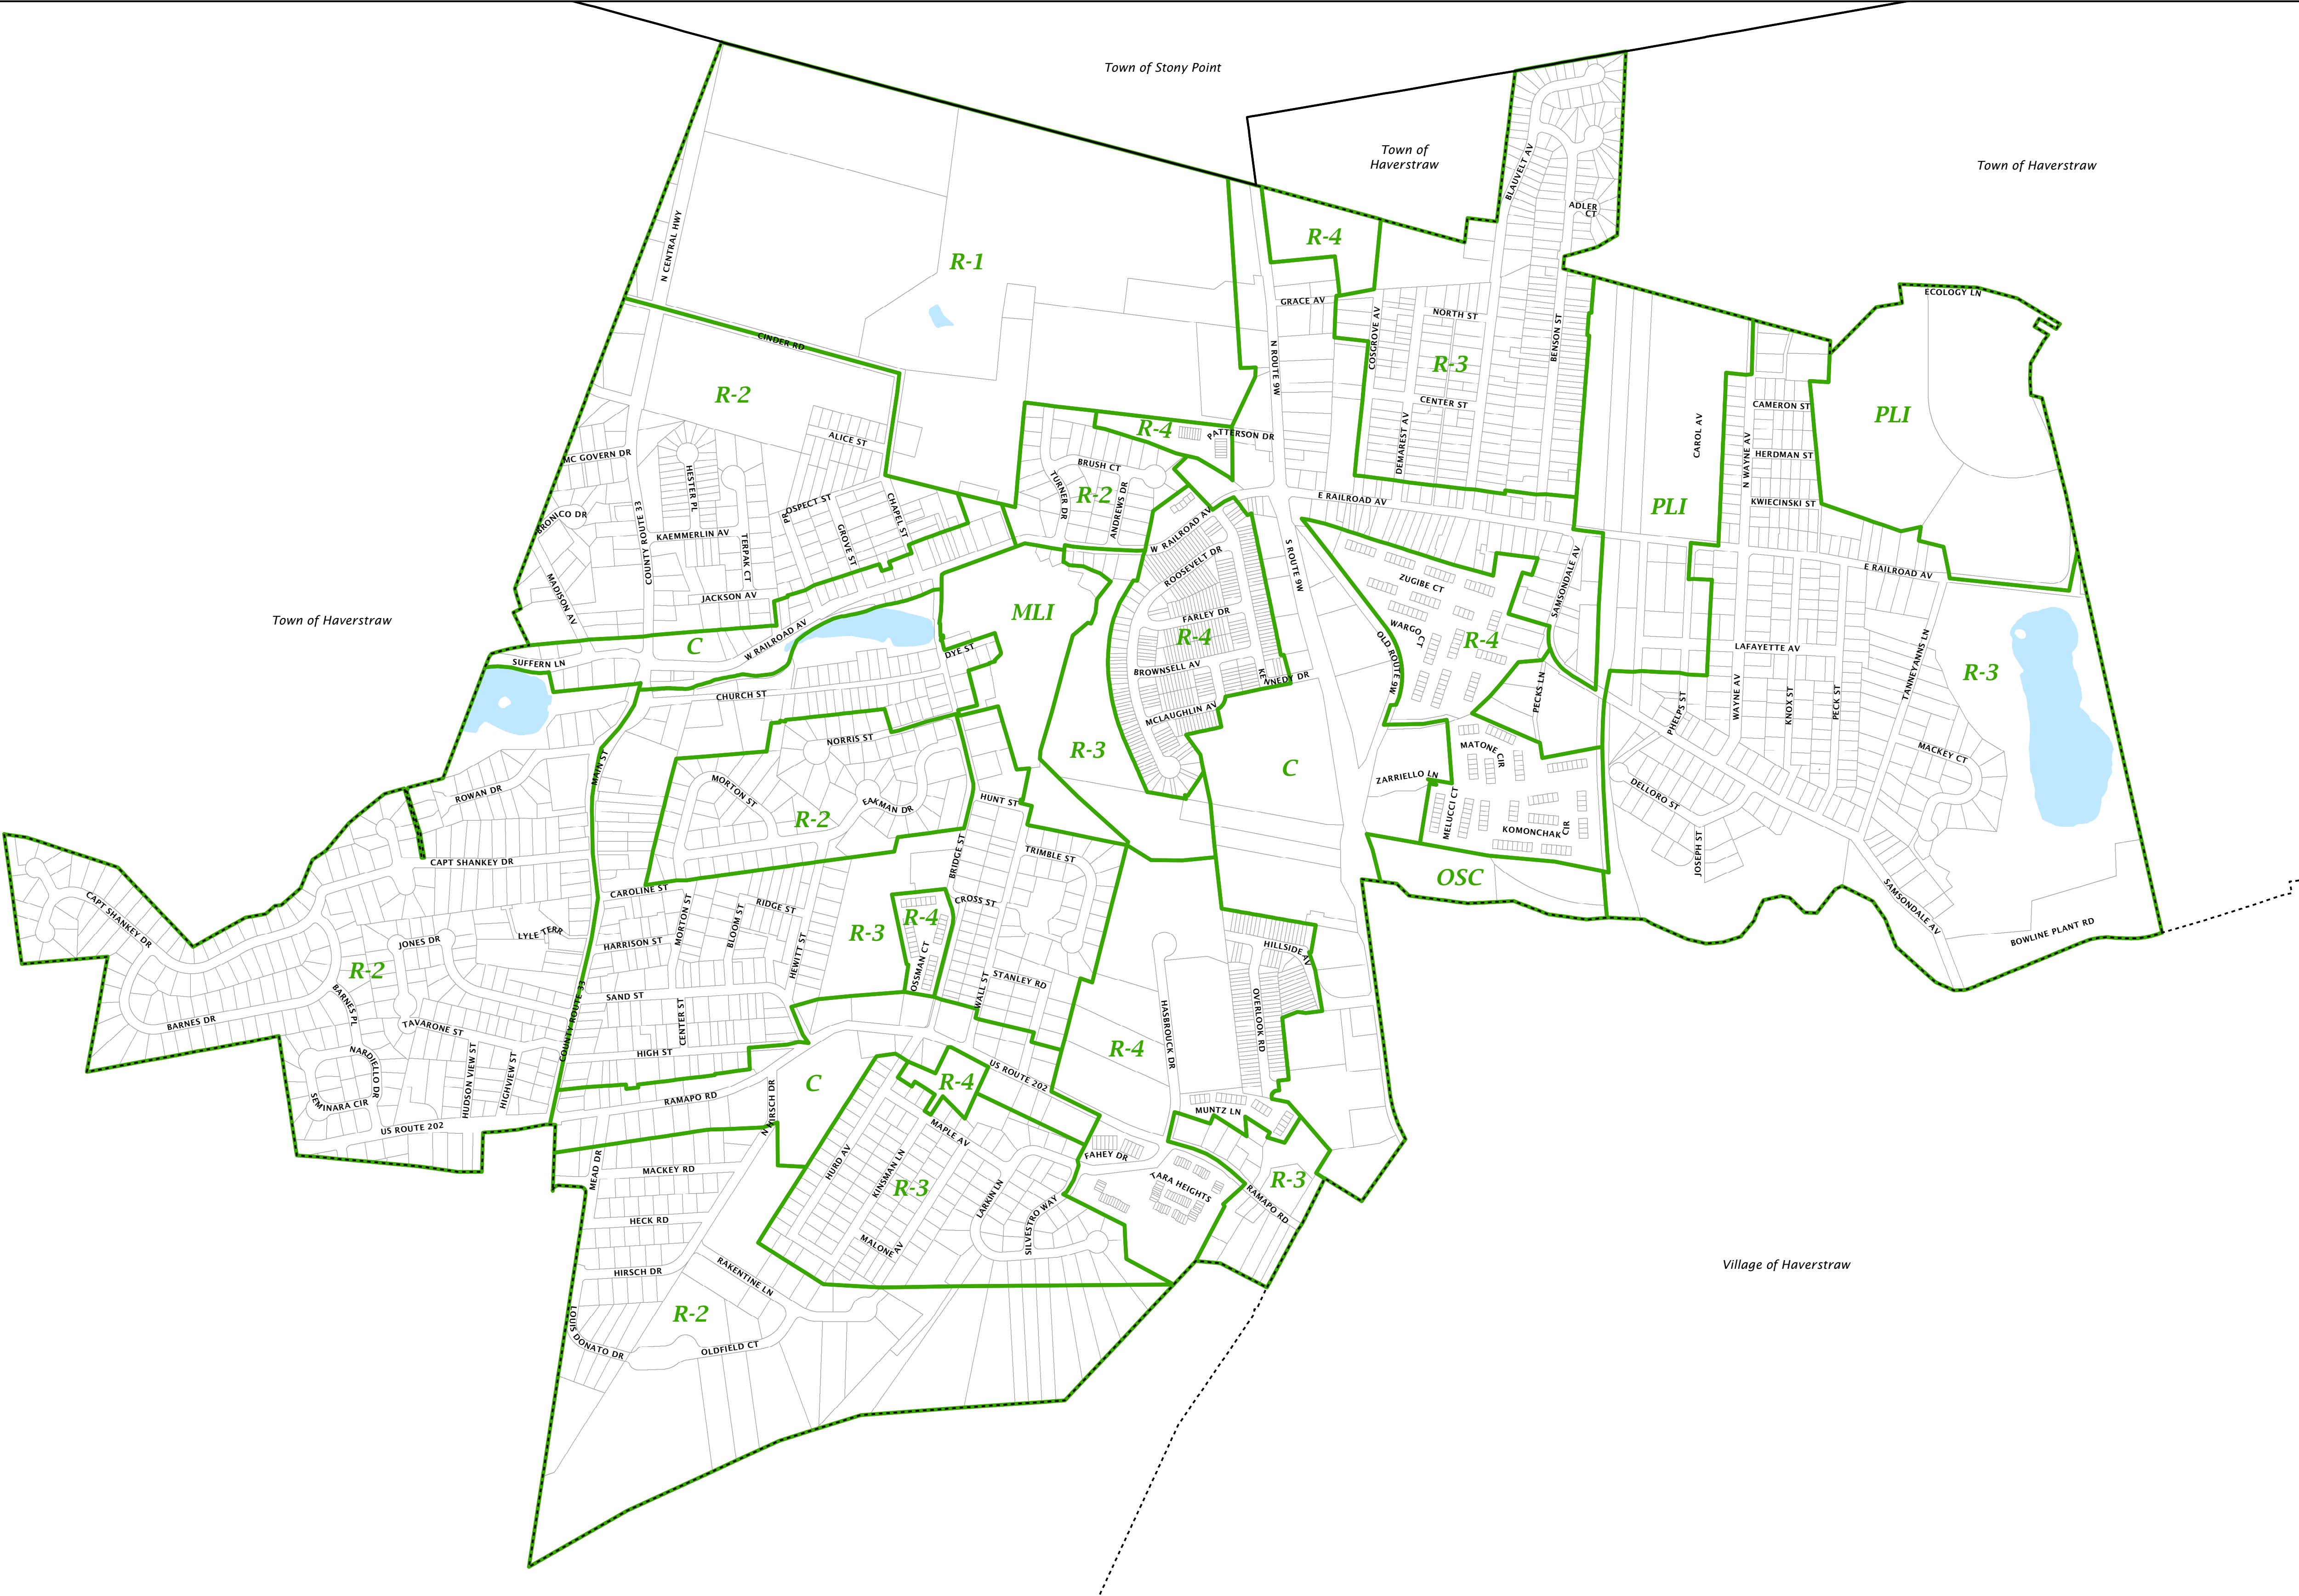 Town of Stony Point
Town of
Haverstraw
Town of Haverstraw
BLAUVELT AV
ADLER
CT
N CENTRAL HWY
R-4
R-1
ECOLOGY LN
GRACE AV
NORTH ST
COSGROVE AV
BENSON ST
CINDER RD
N ROUTE 9W
R-3
R-2
CENTER ST
CAMERON ST
PLI
CAROL AV
R-4
PATTERSON DR
DEMAREST AV
ALICE ST
N WAYNE AV
HERDMAN ST
MC GOVERN DR
BRUSH CT
HESTER PL
TURNER DR
R-2
ANDREWS DR
E RAILROAD AV
PLI
KWIECINSKI ST
PROSPECT ST
CHAPEL ST
BRONICO DR
COUNTY ROUTE 33
KAEMMERLIN AV
GROVE ST
TERPAK CT
W RAILROAD AV
ROOSEVELT DR
S ROUTE 9W
ZUGIBE CT
SAMSONDALE AV
E RAILROAD AV
MADISON AV
JACKSON AV
MLI
FARLEY DR
R-4
WARGO CT
R-4
Town of Haverstraw
W RAILROAD AV
C
DYE ST
SUFFERN LN
OLD ROUTE 9W
LAFAYETTE AV
TANNEYANNS LN
R-3
BROWNSELL AV
KENNEDY DR
CHURCH ST
PECKS LN
PHELPS ST
WAYNE AV
KNOX ST
PECK ST
MCLAUGHLIN AV
NORRIS ST
R-3
MATONE CIR
MACKEY CT
MAIN ST
C
ZARRIELLO LN
MORTON ST
ROWAN DR
EAKMAN DR
HUNT ST
DELLORO ST
R-2
MELUCCI CT
KOMONCHAK CIR
BRIDGE ST
TRIMBLE ST
JOSEPH ST
CAPT SHANKEY DR
OSC
CAROLINE ST
CAPT SHANKEY DR
RIDGE ST
CROSS ST
R-4
SAMSONDALE AV
MORTON ST
BLOOM ST
R-3
LYLE TERR
BOWLINE PLANT RD
JONES DR
HARRISON ST
HEWITT ST
HILLSIDE AV
OSSMAN CT
R-2
STANLEY RD
WALL ST
BARNES PL
SAND ST
CENTER ST
OVERLOOK RD
HASBROUCK DR
BARNES DR
TAVARONE ST
COUNTY ROUTE 33
HIGH ST
R-4
NARDIELLO DR
HUDSON VIEW ST
HIGHVIEW ST
US ROUTE 202
R-4
C
SEMINARA CIR
RAMAPO RD
N HIRSCH DR
MUNTZ LN
US ROUTE 202
MAPLE AV
FAHEY DR
MEAD DR
MACKEY RD
HURD AV
KINSMAN LN
R-3
TARA HEIGHTS
R-3
LARKIN LN
RAMAPO RD
HECK RD
SILVESTRO WAY
MALONE AV
Village of Haverstraw
HIRSCH DR
RAKENTINE LN
R-2
LOUIS DONATO DR
OLDFIELD CT